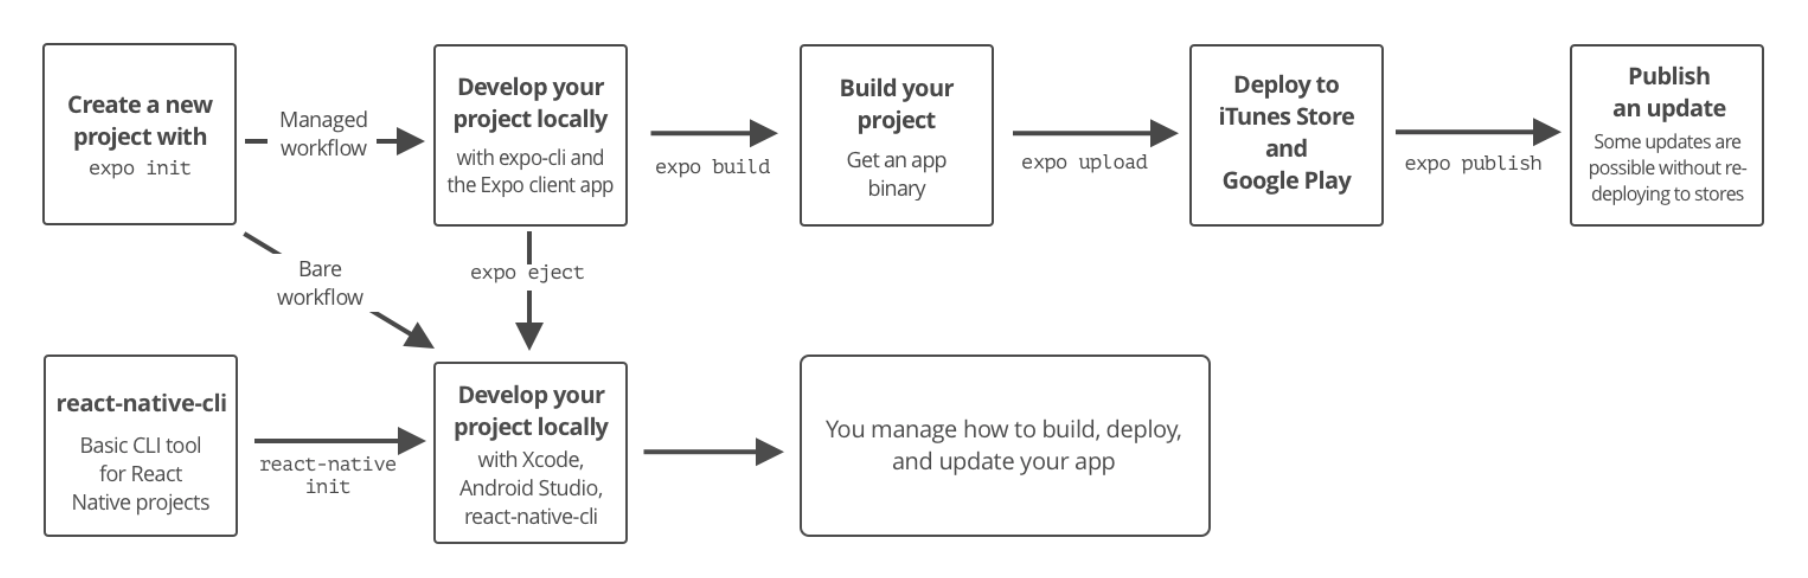 Create a new
project with
expo init
Managed
workflow
Develop your
project locally
with expo-cli and
the Expo client app
expo build
Build your
project
Get an app
binary
expo upload
Deploy to
iTunes Store
and
Google Play
expo publish
Publish
an update
Some updates are
possible without re-
deploying to stores
Bare
workflow
expo eject
react-native-cli
Basic CLI tool
for React
Native projects
react-native
init
Develop your
project locally
with Xcode,
Android Studio,
react-native-cli
You manage how to build, deploy,
and update your app